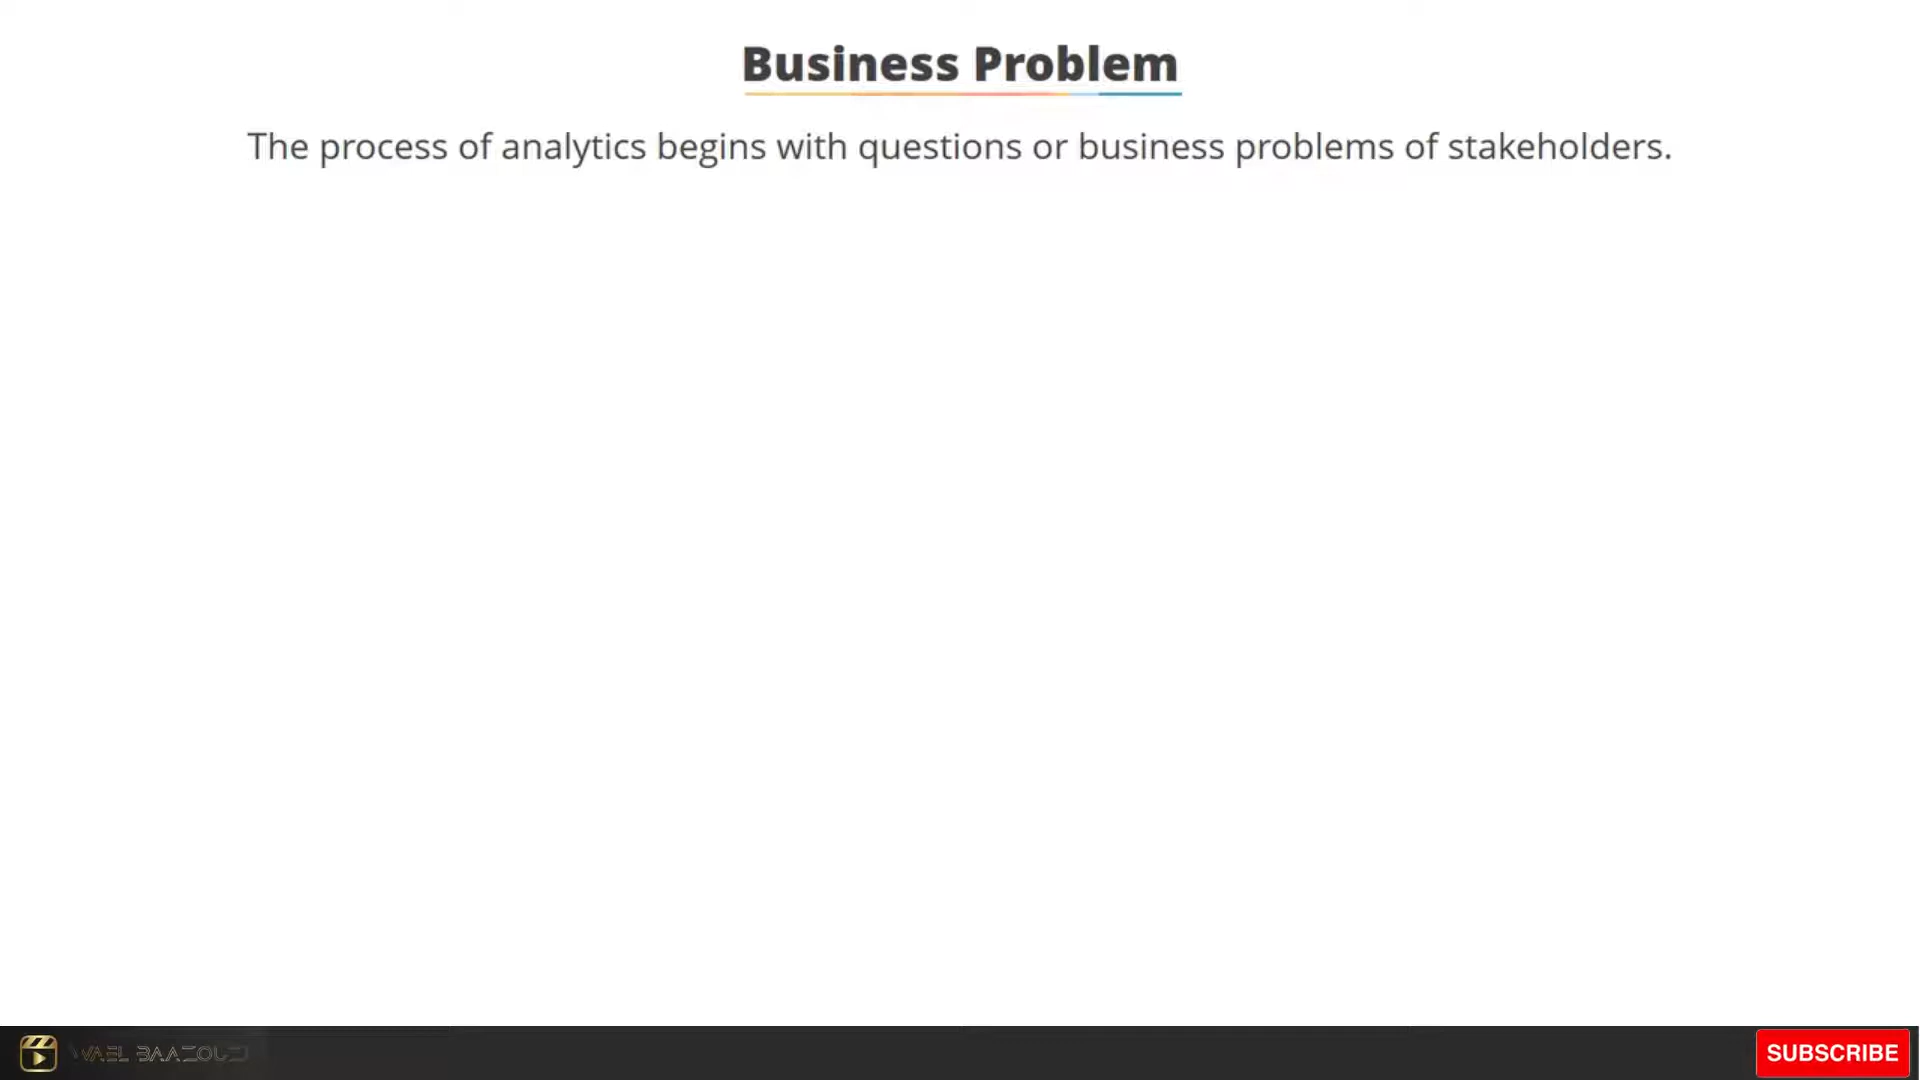 Business Problem
The process of analytics begins with questions or business problems of stakeholders.
SUBSCRIBE